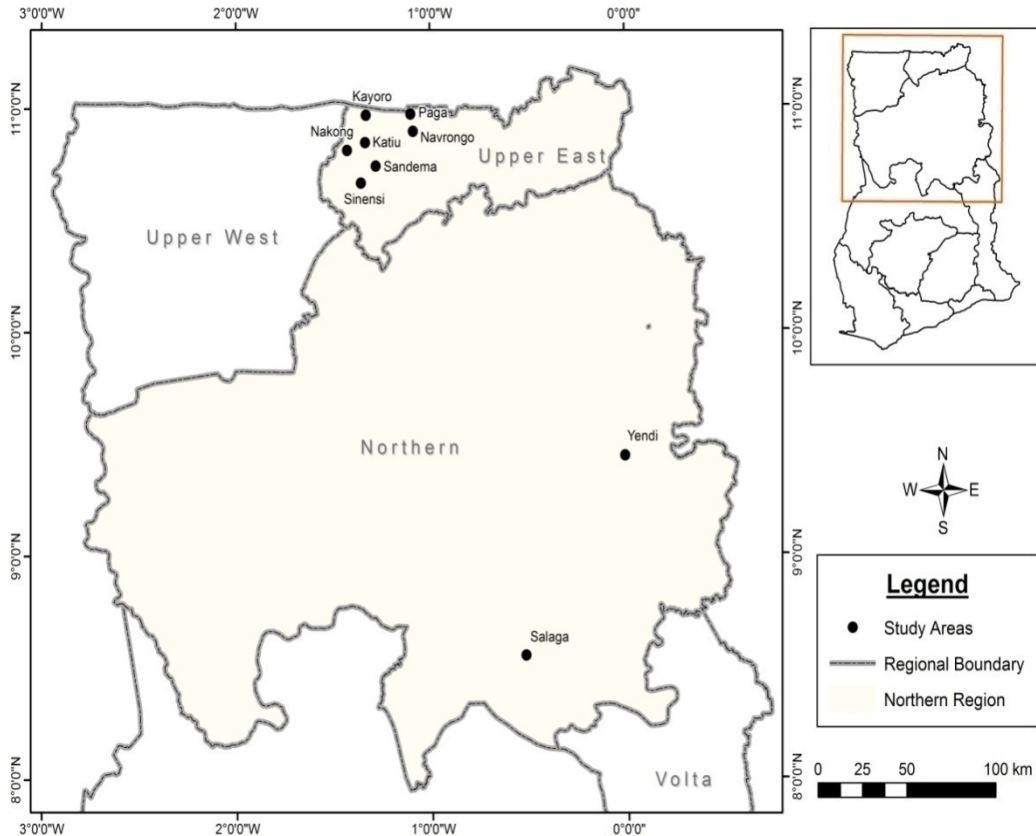 3°0'0"W 2°0'0"W 1°0'0"W 0°0'0"
11°0'0"N
11°0'0"N
Kayoro
Paga
Nakong
Katiu
Navrongo
Upper East
Sandema
Sinensi
Upper West
10°0'0"N
10°0'0"N
Northern
Yendi
N
W E
S
9°0'0"N
9°0'0"N
Legend
Study Areas
Salaga
Regional Boundary
Northern Region
8°0'0"N
8°0'0"N
Volta
0 25 50 100 km
3°0'0"W 2°0'0"W 1°0'0"W 0°0'0"